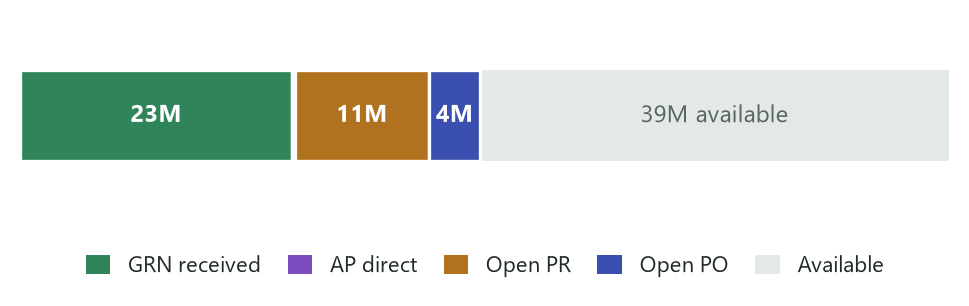 23M 11M 4M 39M available
GRN received AP direct Open PR Open PO Available